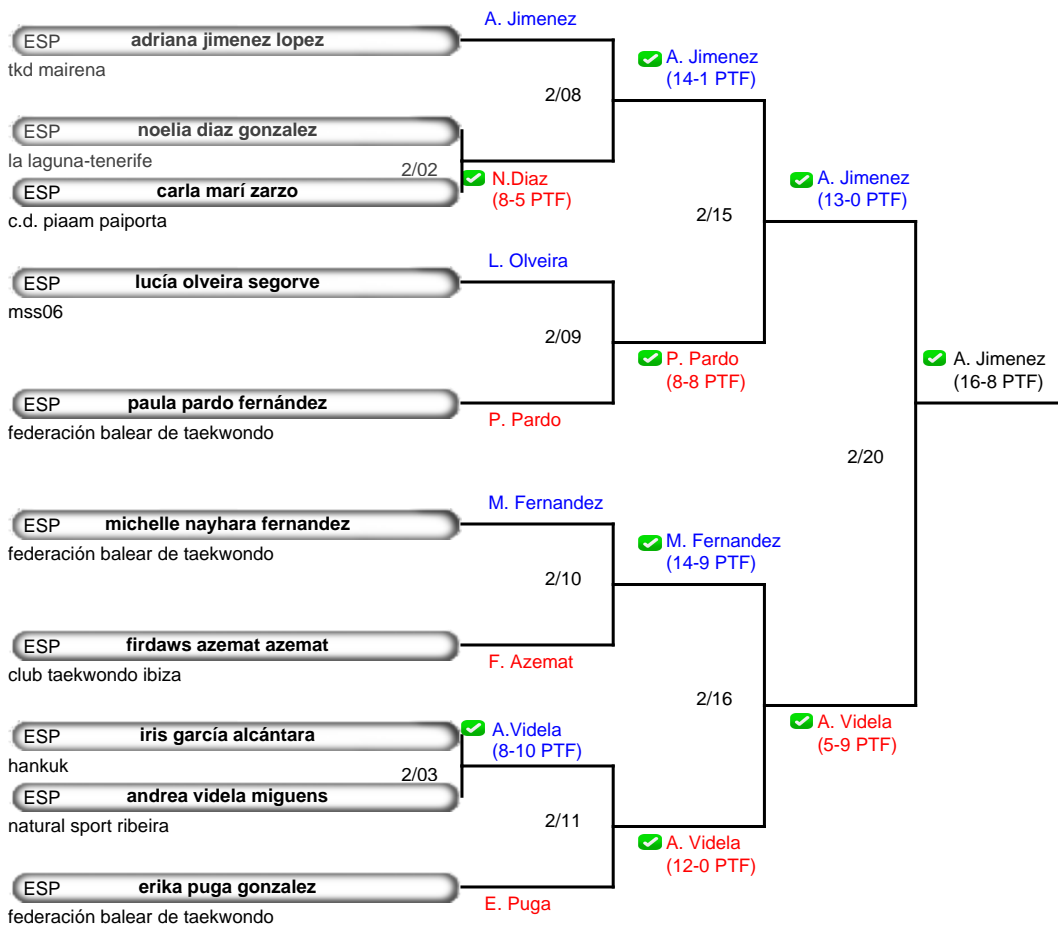 A. Jimenez
ESP adriana jimenez lopez
tkd mairena
A. Jimenez
(14-1 PTF)
2/08
ESP noelia diaz gonzalez
la laguna-tenerife
2/02
N.Diaz
(8-5 PTF)
ESP carla marí zarzo
c.d. piaam paiporta
A. Jimenez
(13-0 PTF)
2/15
L. Olveira
ESP lucía olveira segorve
mss06
2/09
P. Pardo
(8-8 PTF)
A. Jimenez
(16-8 PTF)
ESP paula pardo fernández
federación balear de taekwondo
P. Pardo
2/20
M. Fernandez
ESP michelle nayhara fernandez
federación balear de taekwondo
M. Fernandez
(14-9 PTF)
2/10
ESP firdaws azemat azemat
club taekwondo ibiza
F. Azemat
2/16
A. Videla
(5-9 PTF)
ESP iris garcía alcántara
hankuk
A.Videla
(8-10 PTF)
2/03
ESP andrea videla miguens
natural sport ribeira
2/11
A. Videla
(12-0 PTF)
ESP erika puga gonzalez
federación balear de taekwondo
E. Puga